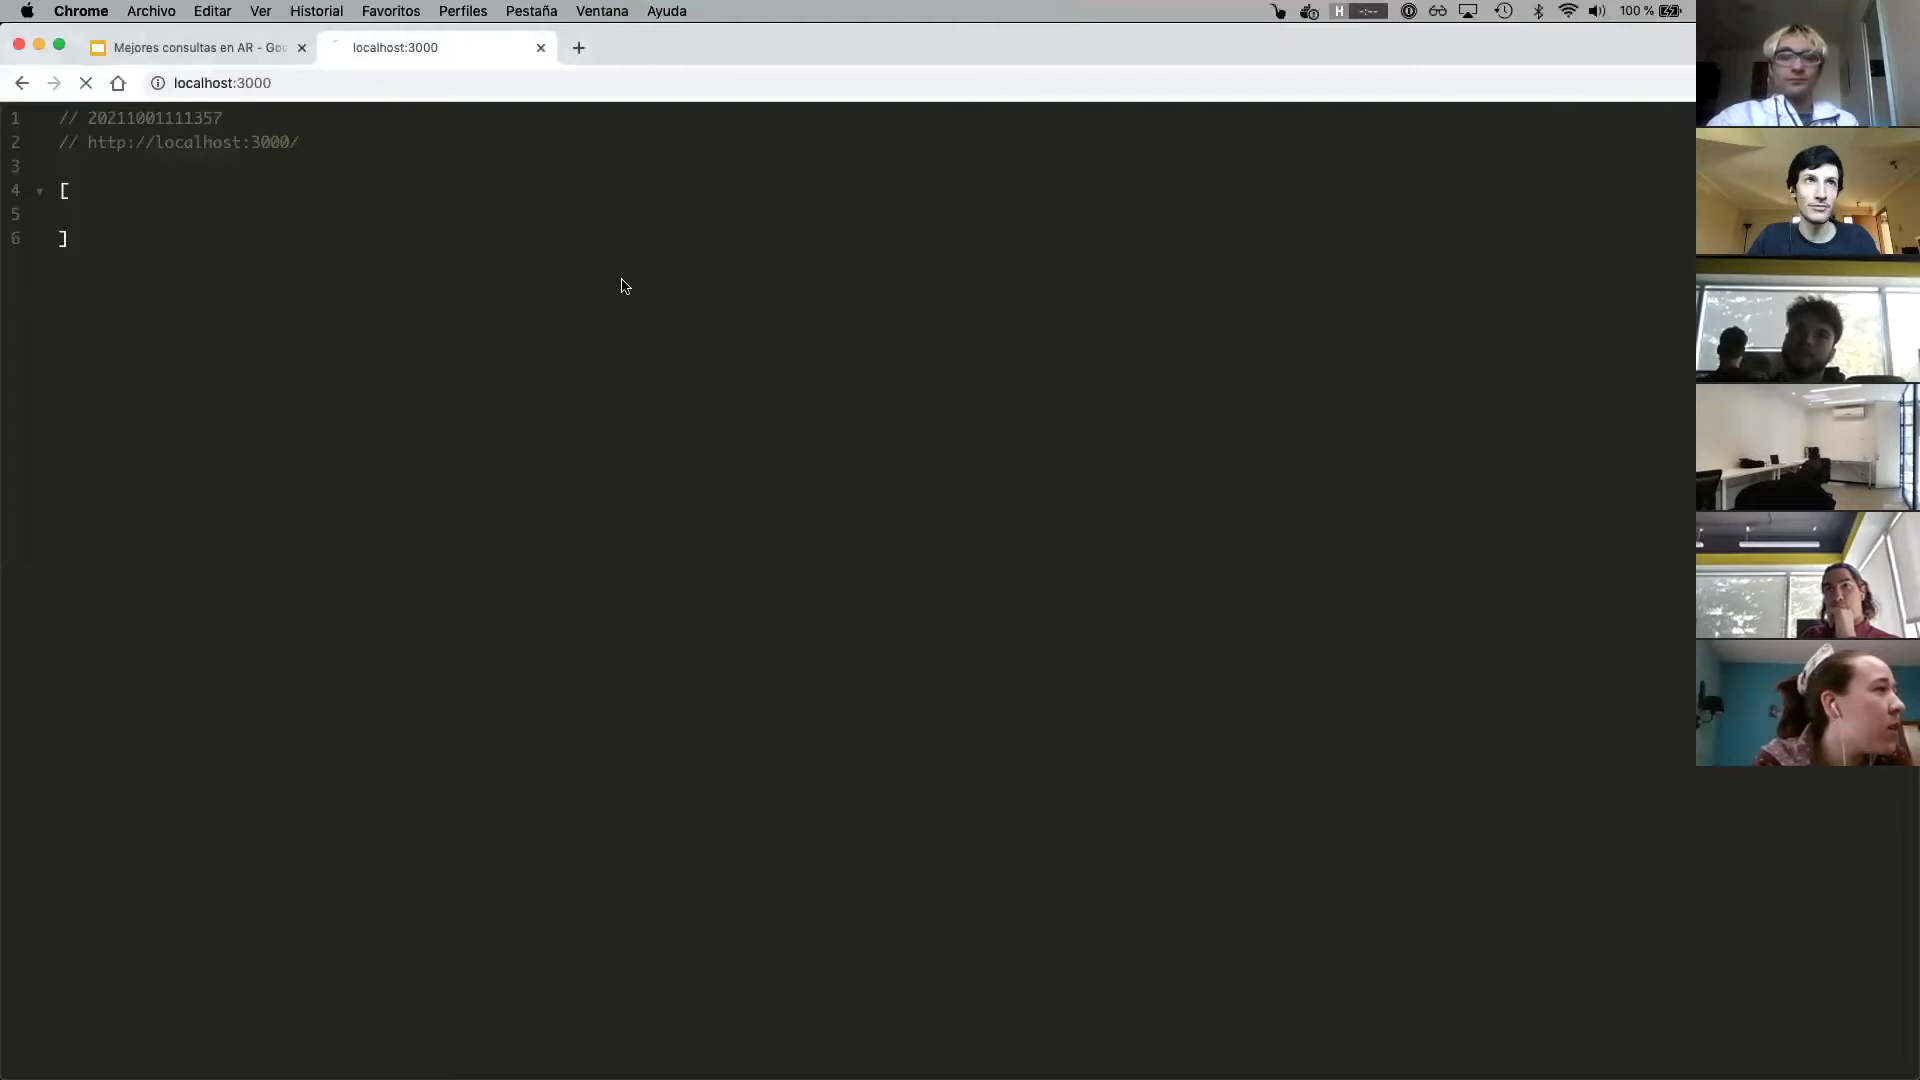 Chrome Archivo Editar Ver Historial Favoritos Perfiles Pestaña Ventana Ayuda
H -:-- 100 %
Mejores consultas en AR - Goo
localhost:3000
localhost:3000
1 // 20211001111357
2 // http://localhost:3000/
3
4 [
5
6 ]